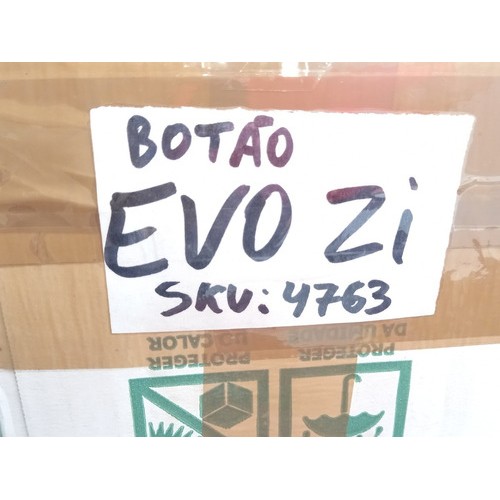 BOTÃO
EVO Zi
SKU: 4763
PROTEGER
DO CALOR
PROTEGER
DA UMIDADE